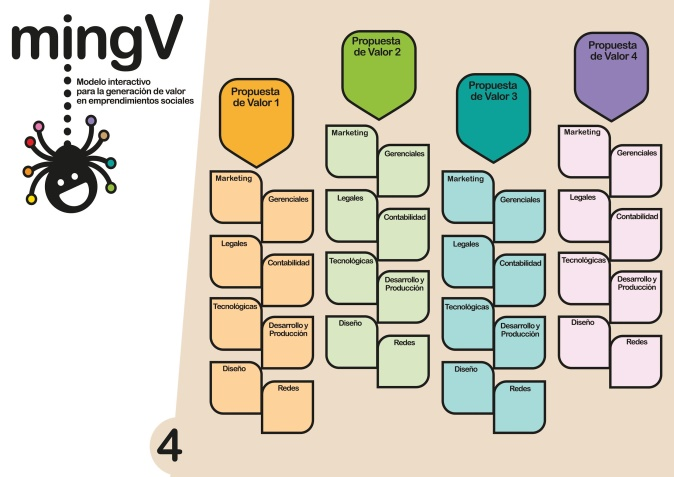 mingV
Modelo interactivo
para la generación de valor
en emprendimientos sociales
Propuesta
de Valor 1
Marketing
Gerenciales
Legales
Contabilidad
Tecnológicas
Desarrollo y
Producción
Diseño
Redes
Propuesta
de Valor 2
Marketing
Gerenciales
Legales
Contabilidad
Tecnológicas
Desarrollo y
Producción
Diseño
Redes
Propuesta
de Valor 3
Marketing
Gerenciales
Legales
Contabilidad
Tecnológicas
Desarrollo y
Producción
Diseño
Redes
Propuesta
de Valor 4
Marketing
Gerenciales
Legales
Contabilidad
Tecnológicas
Desarrollo y
Producción
Diseño
Redes
4